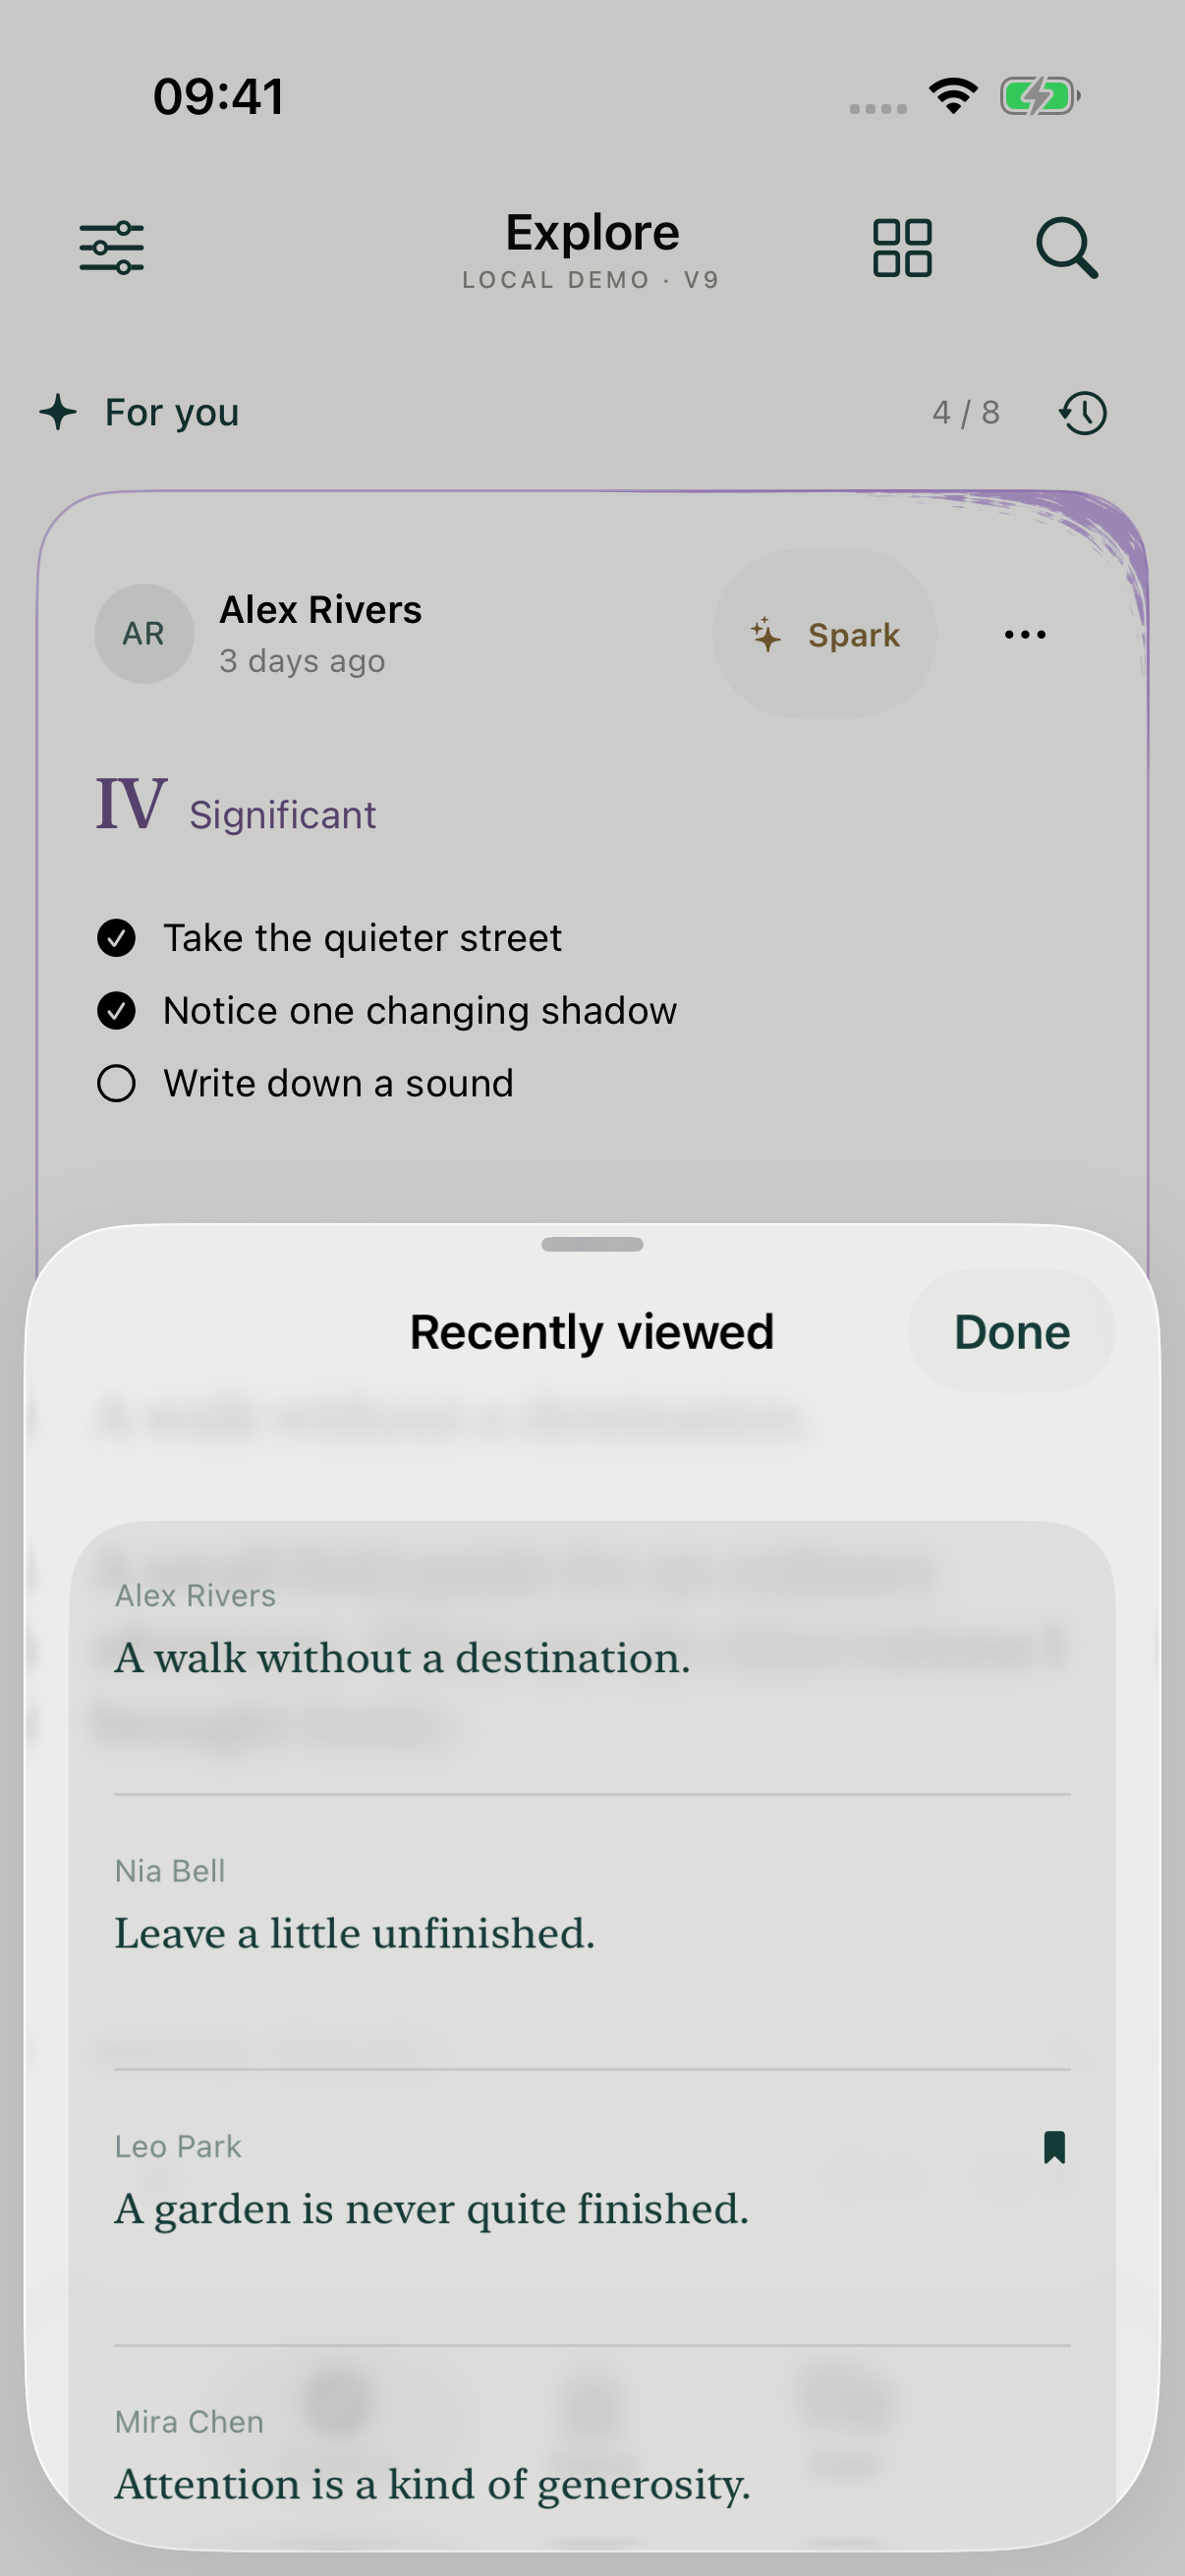 09:41
Explore
LOCAL DEMO · V9
For you
4 / 8
AR
Alex Rivers
3 days ago
Spark
IV Significant
Take the quieter street
Notice one changing shadow
Write down a sound
Recently viewed
Done
A walk without a destination.
Alex Rivers
A walk without a destination.
Nia Bell
Leave a little unfinished.
Leo Park
A garden is never quite finished.
Mira Chen
Attention is a kind of generosity.